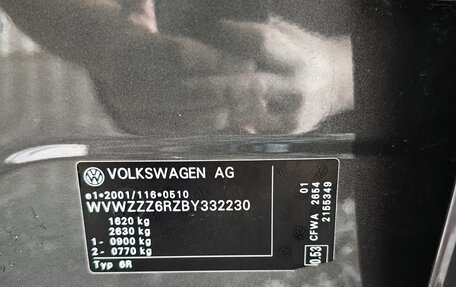 VOLKSWAGEN AG
e1*2001/116*0510
WVWZZZ6RZBY332230
1620 kg
2630 kg
1- 0900 kg
2- 0770 kg
Typ 6R
01
CFWA 2654
2155349
0.53